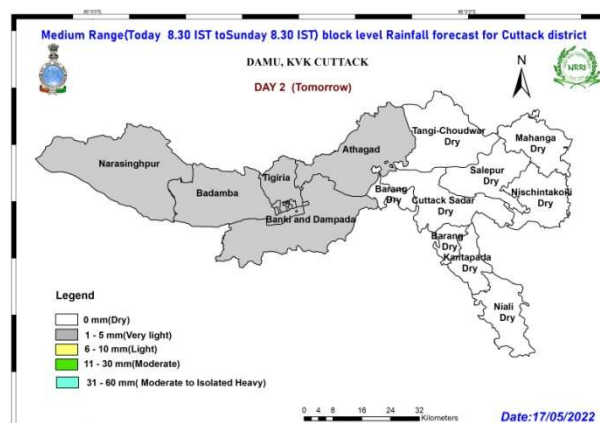 Medium Range(Today 8.30 IST toSunday 8.30 IST) block level Rainfall forecast for Cuttack district
DAMU, KVK CUTTACK
DAY 2 (Tomorrow)
N
NRRI
Tangi-Choudwar
Dry
Mahanga
Dry
Athagad
Narasinghpur
Salepur
Dry
Tigiria
Badamba
Barang
Dry
Nischintakoili
Dry
Cuttack Sadar
Dry
Banki and Dampada
Barang
Dry
Kantapada
Dry
Niali
Dry
Legend
0 mm(Dry)
1 - 5 mm(Very light)
6 - 10 mm(Light)
11 - 30 mm(Moderate)
31 - 60 mm( Moderate to Isolated Heavy)
0 4 8 16 24 32
Kilometers
Date:17/05/2022